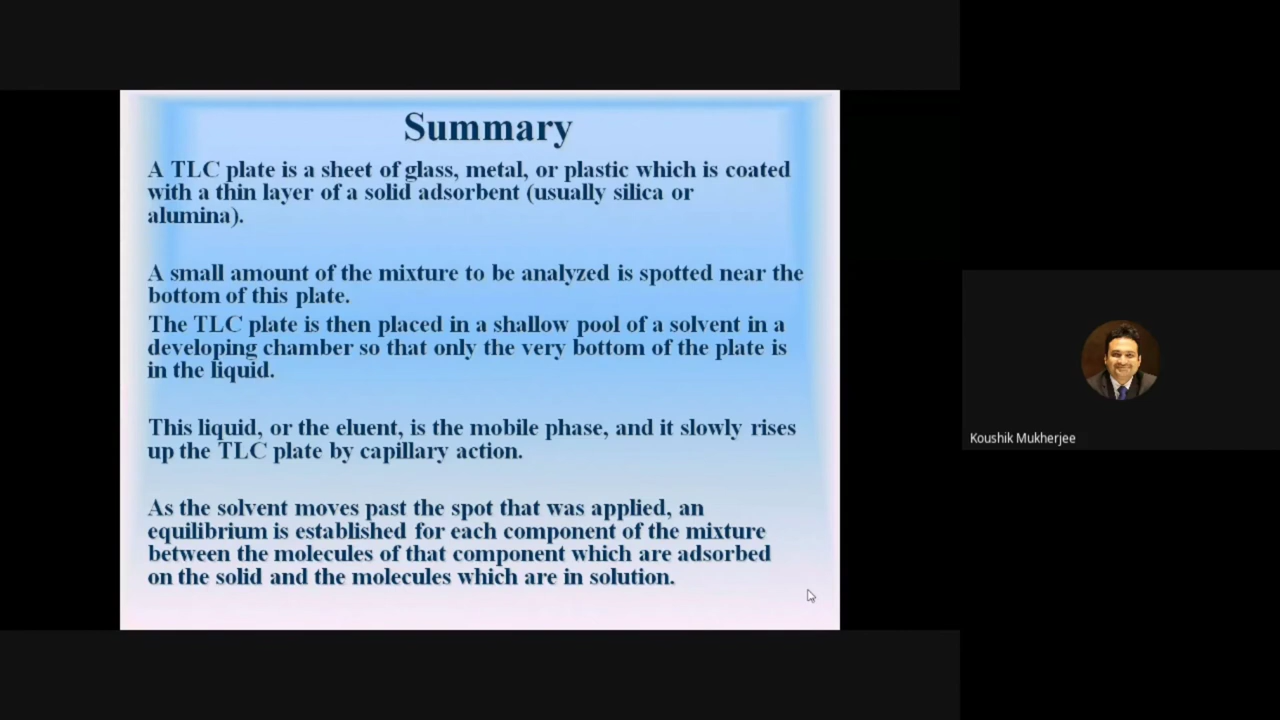 Summary
A TLC plate is a sheet of glass, metal, or plastic which is coated
with a thin layer of a solid adsorbent (usually silica or
alumina).
A small amount of the mixture to be analyzed is spotted near the
bottom of this plate.
The TLC plate is then placed in a shallow pool of a solvent in a
developing chamber so that only the very bottom of the plate is
in the liquid.
This liquid, or the eluent, is the mobile phase, and it slowly rises
up the TLC plate by capillary action.
As the solvent moves past the spot that was applied, an
equilibrium is established for each component of the mixture
between the molecules of that component which are adsorbed
on the solid and the molecules which are in solution.
Koushik Mukherjee